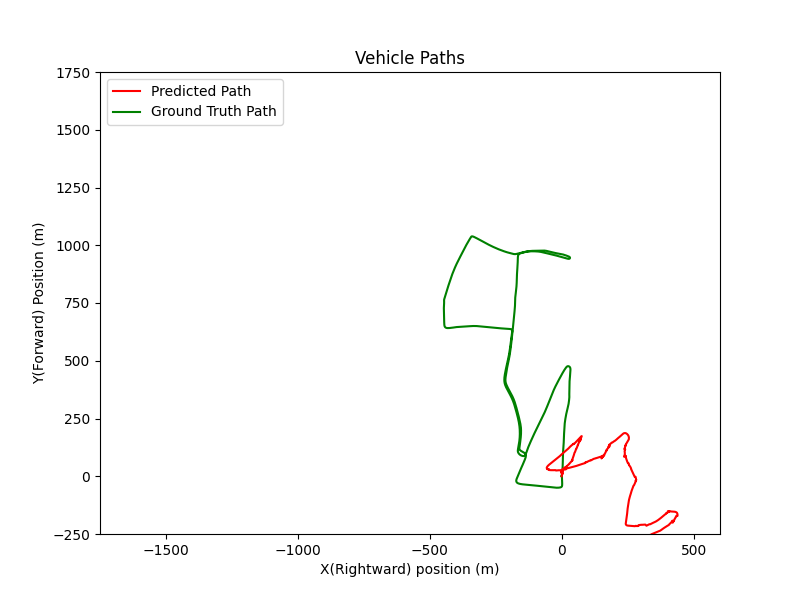 Vehicle Paths
Predicted Path
Ground Truth Path
1750
1500
1250
1000
750
500
250
0
−250
Y(Forward) Position (m)
−1500
−1000
−500
0
500
X(Rightward) position (m)